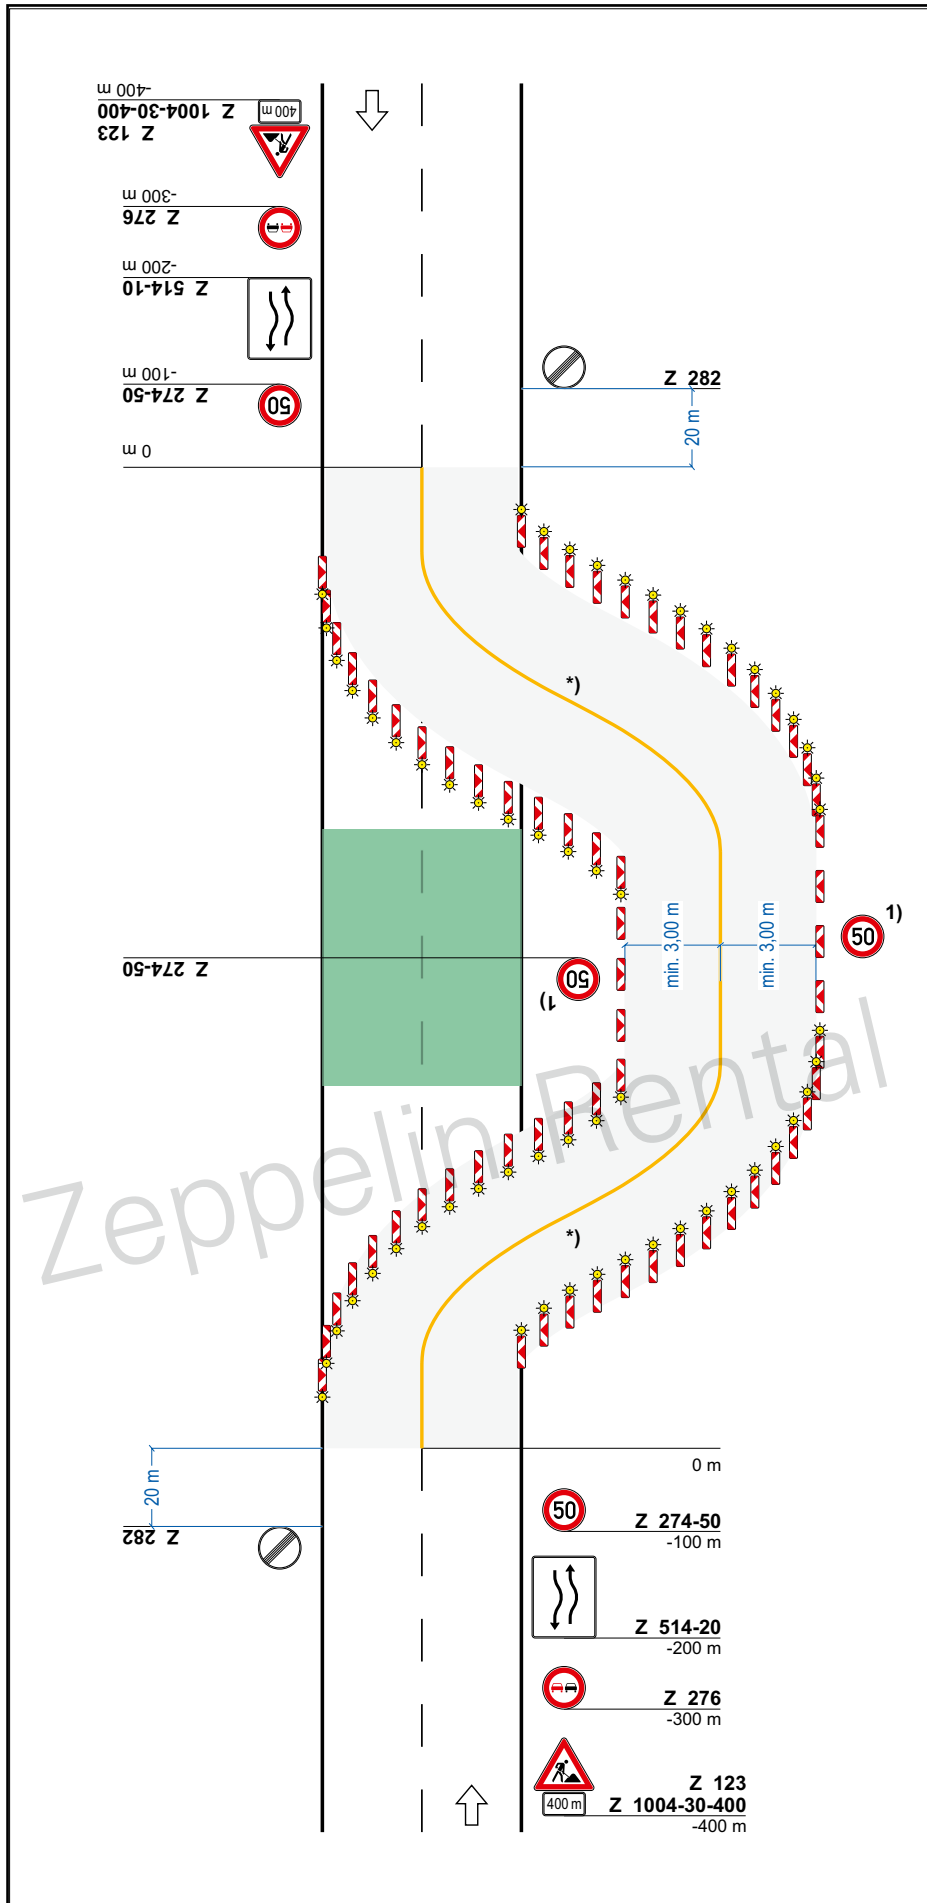 -400 m
Z 1004-30-400
Z 123
400 m
-300 m
Z 276
-200 m
Z 514-10
-100 m
Z 274-50
50
0 m
Z 282
20 m
*)
min. 3,00 m
min. 3,00 m
50
1)
Z 274-50
50
1)
Zeppelin Rental
*)
0 m
20 m
Z 282
50
Z 274-50
-100 m
Z 514-20
-200 m
Z 276
-300 m
Z 123
400 m
Z 1004-30-400
-400 m